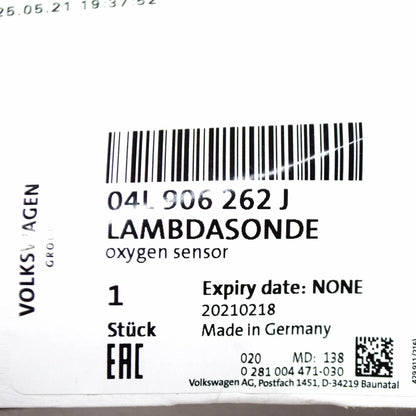 25.05.21 19:37:52
VOLKSWAGEN
GROUP
04L 906 262 J
LAMBDASONDE
oxygen sensor
1
Stück
Expiry date: NONE
20210218
Made in Germany
EAC
020 MD: 138
0 281 004 471-030
Volkswagen AG, Postfach 1451, D-34219 Baunatal